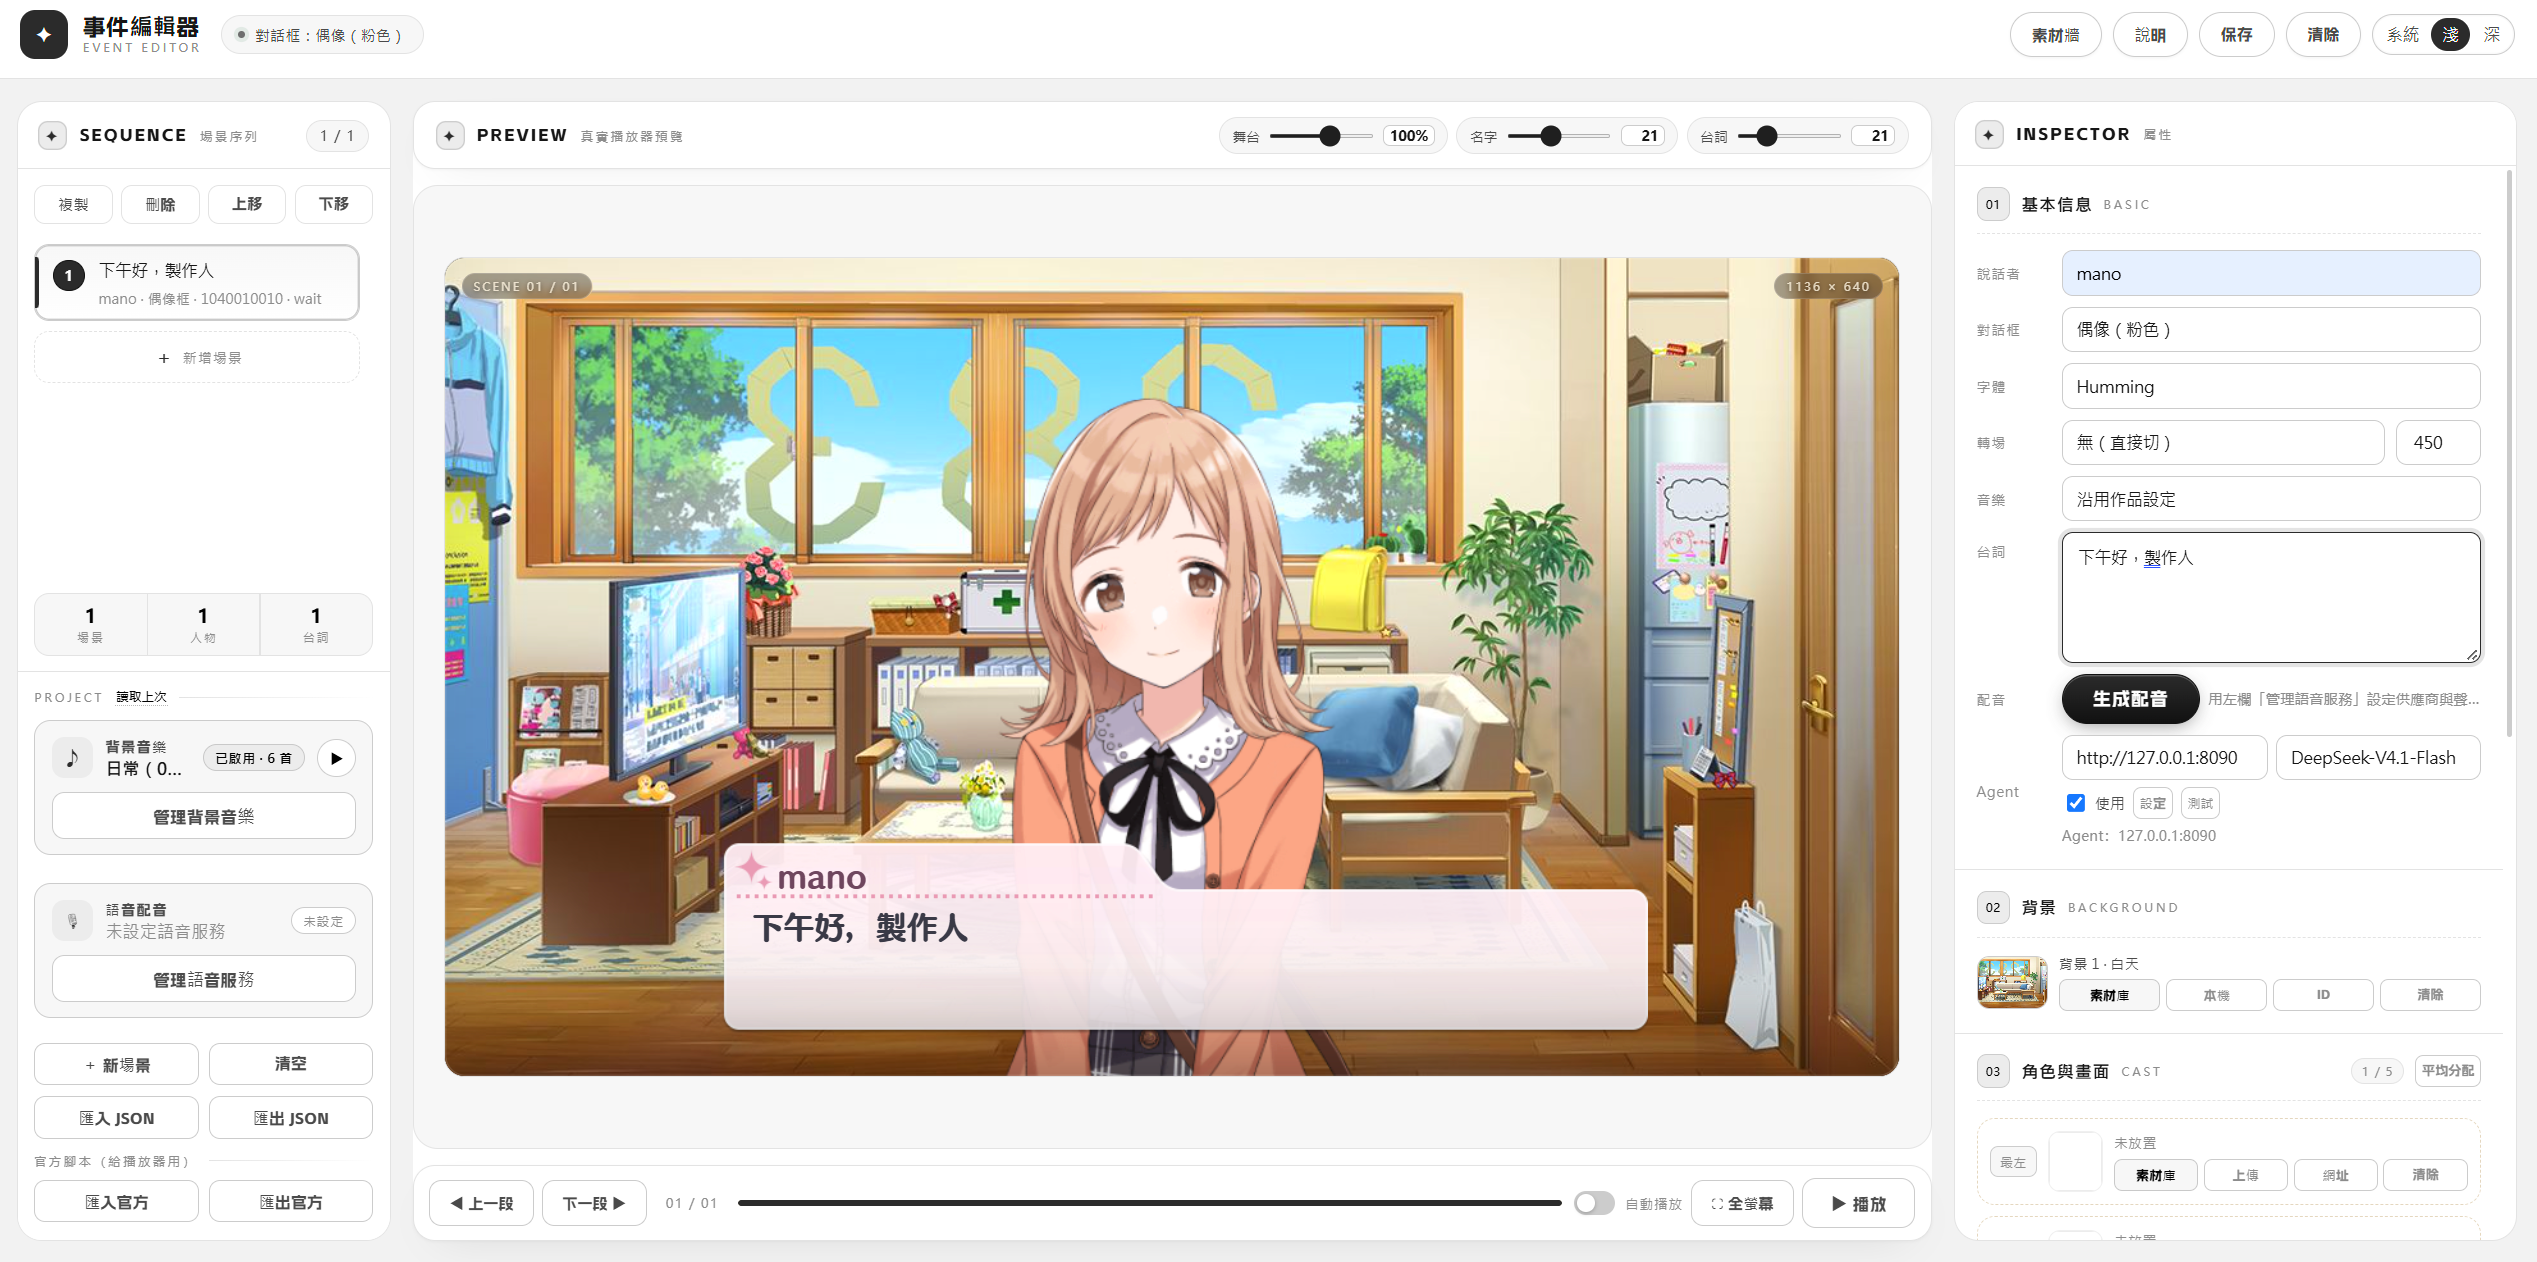 事件編輯器
EVENT EDITOR
對話框：偶像（粉色）
素材牆
說明
保存
清除
系統 淺 深
SEQUENCE 場景序列
1 / 1
複製 刪除 上移 下移
1
下午好，製作人
mano · 偶像框 · 1040010010 · wait
+ 新增場景
1 1 1
場景 人物 台詞
PROJECT 讀取上次
背景音樂
日常（0...
已啟用 · 6 首
管理背景音樂
語音配音
未設定語音服務
未設定
管理語音服務
+ 新場景 清空
匯入 JSON 匯出 JSON
官方腳本（給播放器用）
匯入官方 匯出官方
PREVIEW 真實播放器預覽
舞台 100%
名字 21
台詞 21
SCENE 01 / 01
1136 × 640
283
mano
下午好，製作人
上一段 下一段
01 / 01
自動播放
全螢幕
播放
INSPECTOR 屬性
01 基本信息 BASIC
說話者 mano
對話框 偶像（粉色）
字體 Humming
轉場 無（直接切） 450
音樂 沿用作品設定
台詞 下午好，製作人
配音 生成配音 用左欄「管理語音服務」設定供應商與聲...
http://127.0.0.1:8090 DeepSeek-V4.1-Flash
Agent 使用 設定 測試
Agent: 127.0.0.1:8090
02 背景 BACKGROUND
背景 1 · 白天
素材庫 本機 ID 清除
03 角色與畫面 CAST
1 / 5 平均分配
最左
未放置
素材庫 上傳 網址 清除
未放置